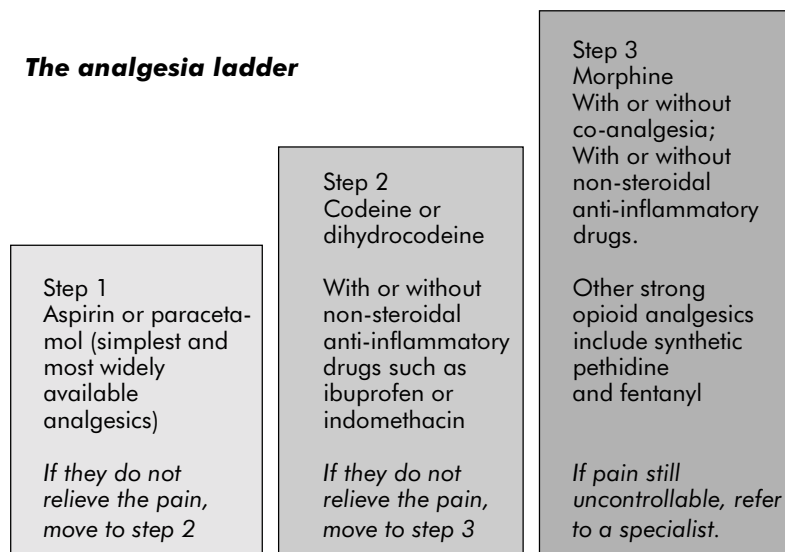 The analgesia ladder
Step 1
Aspirin or paraceta-
mol (simplest and
most widely
available
analgesics)
If they do not
relieve the pain,
move to step 2
Step 2
Codeine or
dihydrocodeine
With or without
non-steroidal
anti-inflammatory
drugs such as
ibuprofen or
indomethacin
If they do not
relieve the pain,
move to step 3
Step 3
Morphine
With or without
co-analgesia;
With or without
non-steroidal
anti-inflammatory
drugs.
Other strong
opioid analgesics
include synthetic
pethidine
and fentanyl
If pain still
uncontrollable, refer
to a specialist.